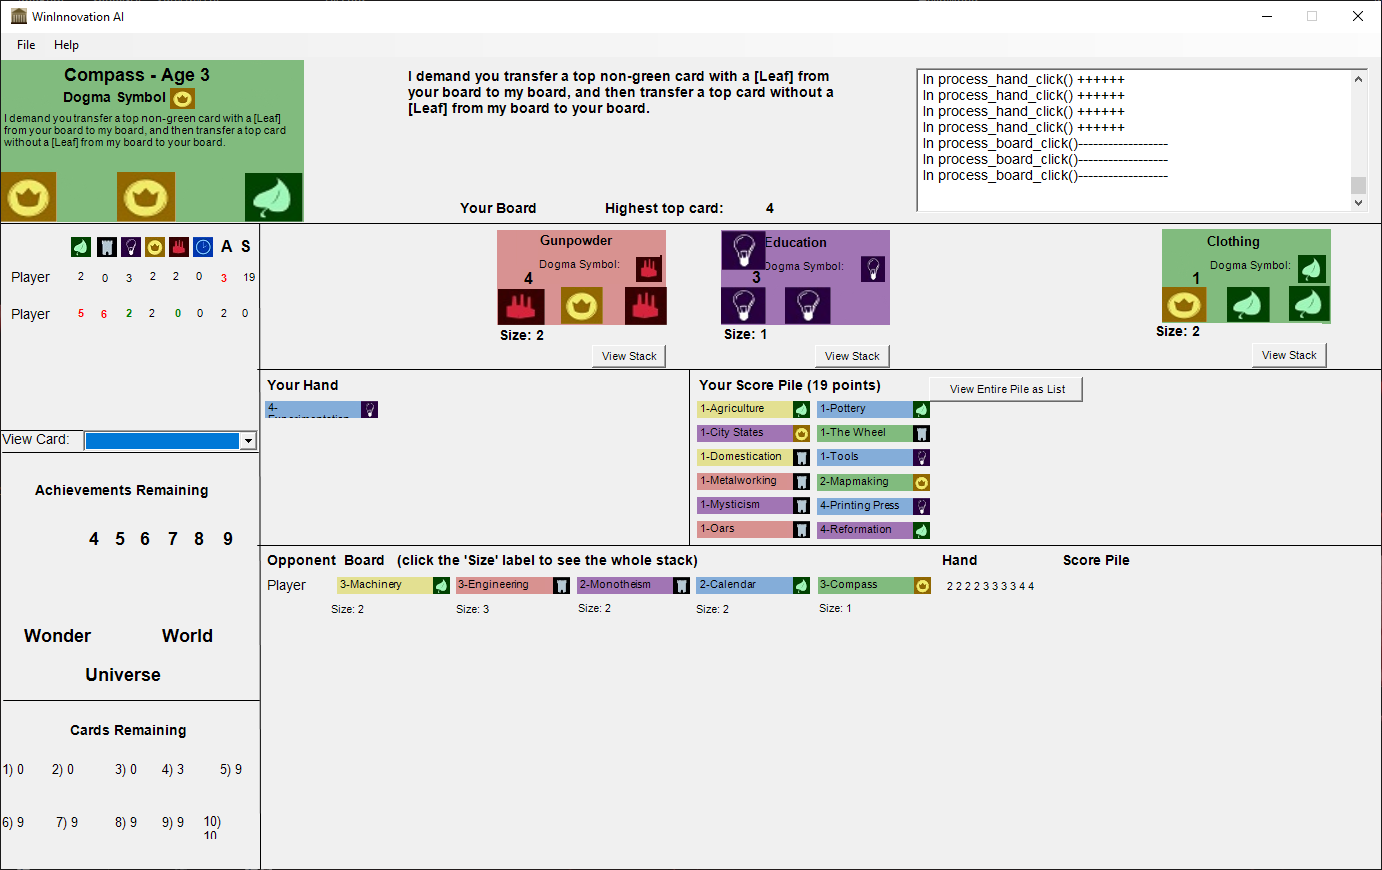 WinInnovation AI
File Help
Compass - Age 3
Dogma Symbol
I demand you transfer a top non-green card with a [Leaf]
from your board to my board, and then transfer a top card
without a [Leaf] from my board to your board.
I demand you transfer a top non-green card with a [Leaf] from
your board to my board, and then transfer a top card without a
[Leaf] from my board to your board.
Your Board Highest top card: 4
In process_hand_click() ++++++
In process_hand_click() ++++++
In process_hand_click() ++++++
In process_hand_click() ++++++
In process_board_click()------------------
In process_board_click()------------------
In process_board_click()------------------
A S
Player 2 0 3 2 2 0 3 19
Player 5 6 2 2 0 0 2 0
Gunpowder
Dogma Symbol:
4
Size: 2
View Stack
Education
Dogma Symbol:
3
Size: 1
View Stack
Clothing
Dogma Symbol:
1
Size: 2
View Stack
View Card:
Your Hand
4-
Experimentation
Your Score Pile (19 points)
View Entire Pile as List
1-Agriculture 1-Pottery
1-City States 1-The Wheel
1-Domestication 1-Tools
1-Metalworking 2-Mapmaking
1-Mysticism 4-Printing Press
1-Oars 4-Reformation
Achievements Remaining
4 5 6 7 8 9
Wonder World
Universe
Cards Remaining
1) 0 2) 0 3) 0 4) 3 5) 9
6) 9 7) 9 8) 9 9) 9 10)
10
Opponent Board (click the 'Size' label to see the whole stack) Hand Score Pile
Player 3-Machinery 3-Engineering 2-Monotheism 2-Calendar 3-Compass 2 2 2 2 3 3 3 3 4 4
Size: 2 Size: 3 Size: 2 Size: 2 Size: 1